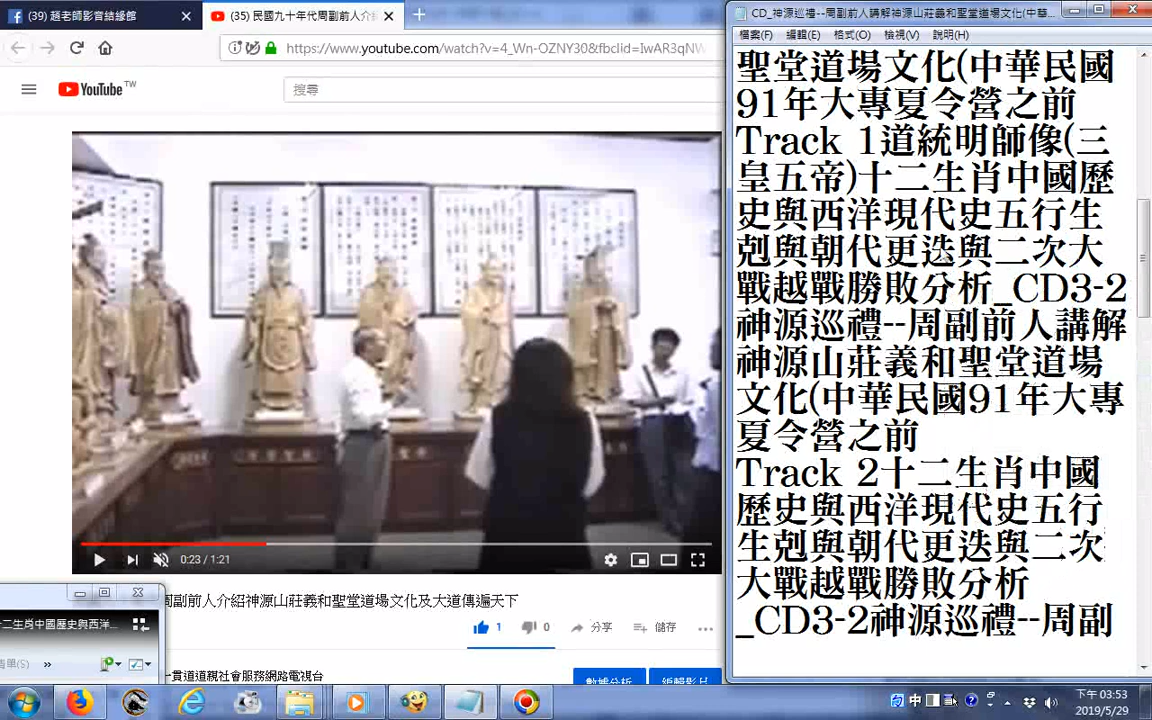 (39) 趙老師影音結緣館
(35) 民國九十年代周副前人介紹
https://www.youtube.com/watch?v=4_Wn-OZNY30&fbclid=IwAR3qNW
YouTube TW
搜尋
0:23 / 1:21
周副前人介紹神源山莊義和聖堂道場文化及大道傳遍天下
1
0
分享
儲存
一貫道道親社會服務網路電視台
數據分析
編輯影片
十二生肖中國歷史與西洋...
清單(S)
CD_神源巡禮--周副前人講解神源山莊義和聖堂道場文化(中華...
檔案(F) 編輯(E) 格式(O) 檢視(V) 說明(H)
聖堂道場文化(中華民國
91年大專夏令營之前
Track 1道統明師像(三
皇五帝)十二生肖中國歷
史與西洋現代史五行生
剋與朝代更迭與二次大
戰越戰勝敗分析_CD3-2
神源巡禮--周副前人講解
神源山莊義和聖堂道場
文化(中華民國91年大專
夏令營之前
Track 2十二生肖中國
歷史與西洋現代史五行
生剋與朝代更迭與二次
大戰越戰勝敗分析
_CD3-2神源巡禮--周副
中
下午 03:53
2019/5/29